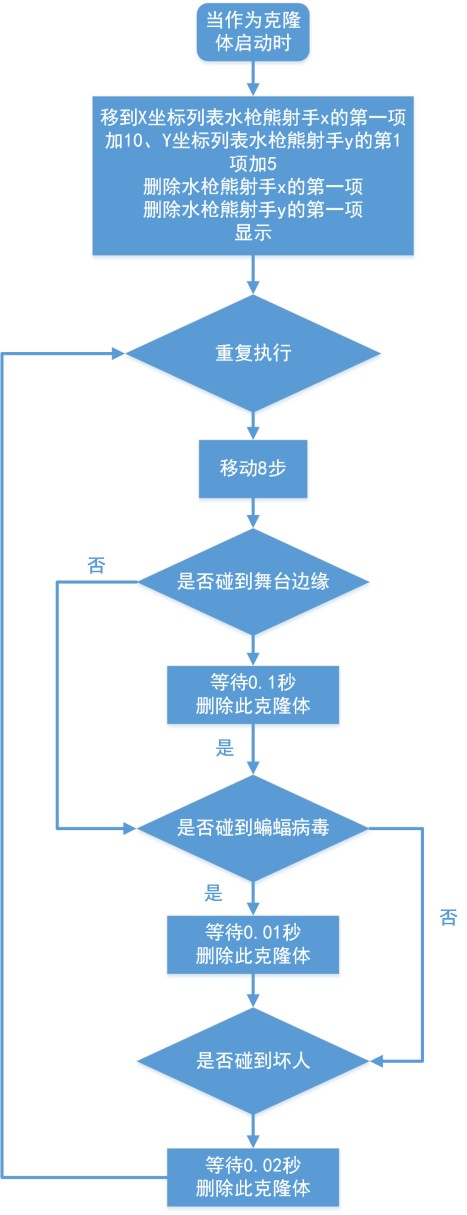 当作为克隆
体启动时
移到X坐标列表水枪熊射手x的第一项
加10、Y坐标列表水枪熊射手y的第1
项加5
删除水枪熊射手x的第一项
删除水枪熊射手y的第一项
显示
重复执行
移动8步
否
是否碰到舞台边缘
等待0.1秒
删除此克隆体
是
是否碰到蝙蝠病毒
是
否
等待0.01秒
删除此克隆体
是否碰到坏人
等待0.02秒
删除此克隆体